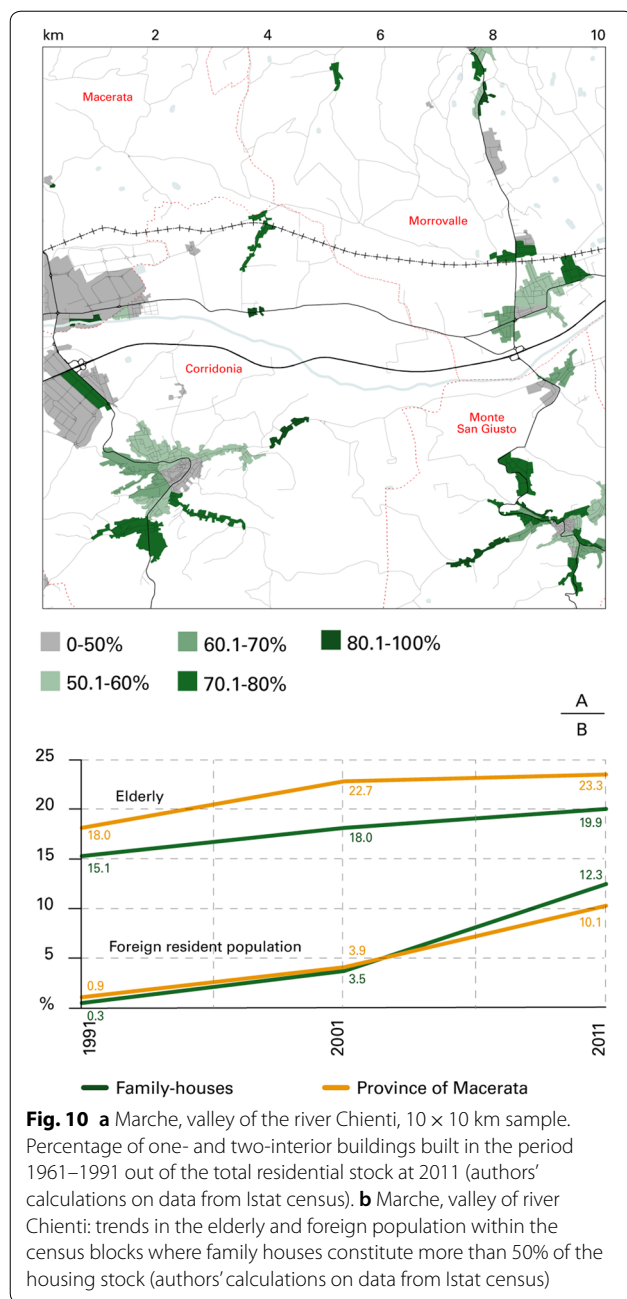 km 2 4 6 8 10
Macerata
Morrovalle
Corridonia
Monte
San Giusto
0-50% 60.1-70% 80.1-100%
50.1-60% 70.1-80%
A
B
25
20
15
10
5
%
Elderly
18.0
22.7
23.3
15.1
18.0
19.9
Foreign resident population
0.9
3.9
10.1
0.3
3.5
12.3
1991
2001
2011
Family-houses Province of Macerata
Fig. 10 a Marche, valley of the river Chienti, 10 × 10 km sample.
Percentage of one- and two-interior buildings built in the period
1961–1991 out of the total residential stock at 2011 (authors’
calculations on data from Istat census). b Marche, valley of river
Chienti: trends in the elderly and foreign population within the
census blocks where family houses constitute more than 50% of the
housing stock (authors’ calculations on data from Istat census)